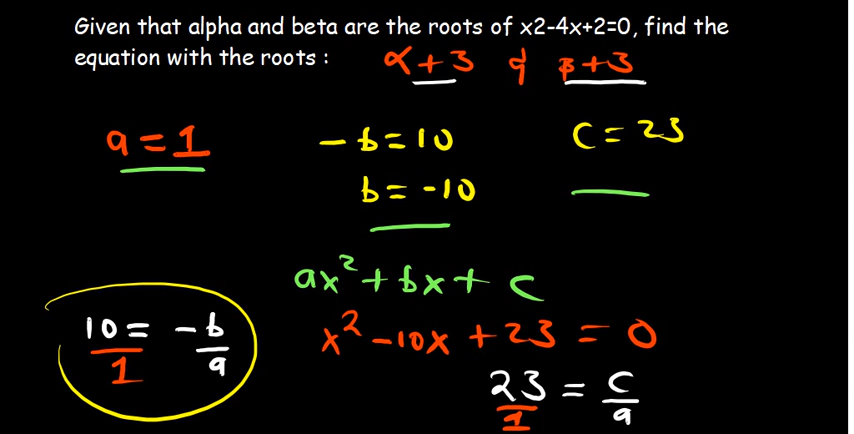 Given that alpha and beta are the roots of x2-4x+2=0, find the
equation with the roots : α+3 & β+3
a = 1 -b = 10 c = 23
b = -10
ax² + bx + c
10/1 = -b/a x² -10x + 23 = 0
23/1 = c/a